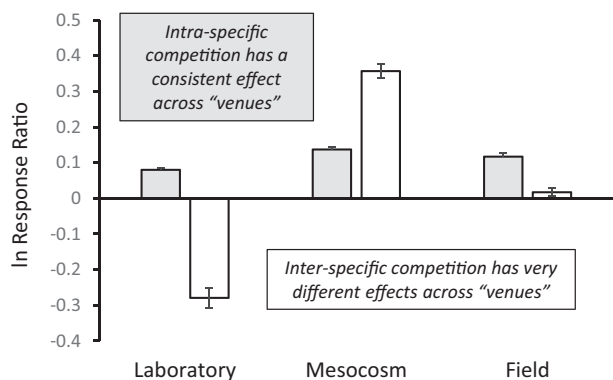 0.5
0.4
0.3
0.2
0.1
0
-0.1
-0.2
-0.3
-0.4
ln Response Ratio
Intra-specific
competition has a
consistent effect
across “venues”
Inter-specific competition has very
different effects across “venues”
Laboratory
Mesocosm
Field